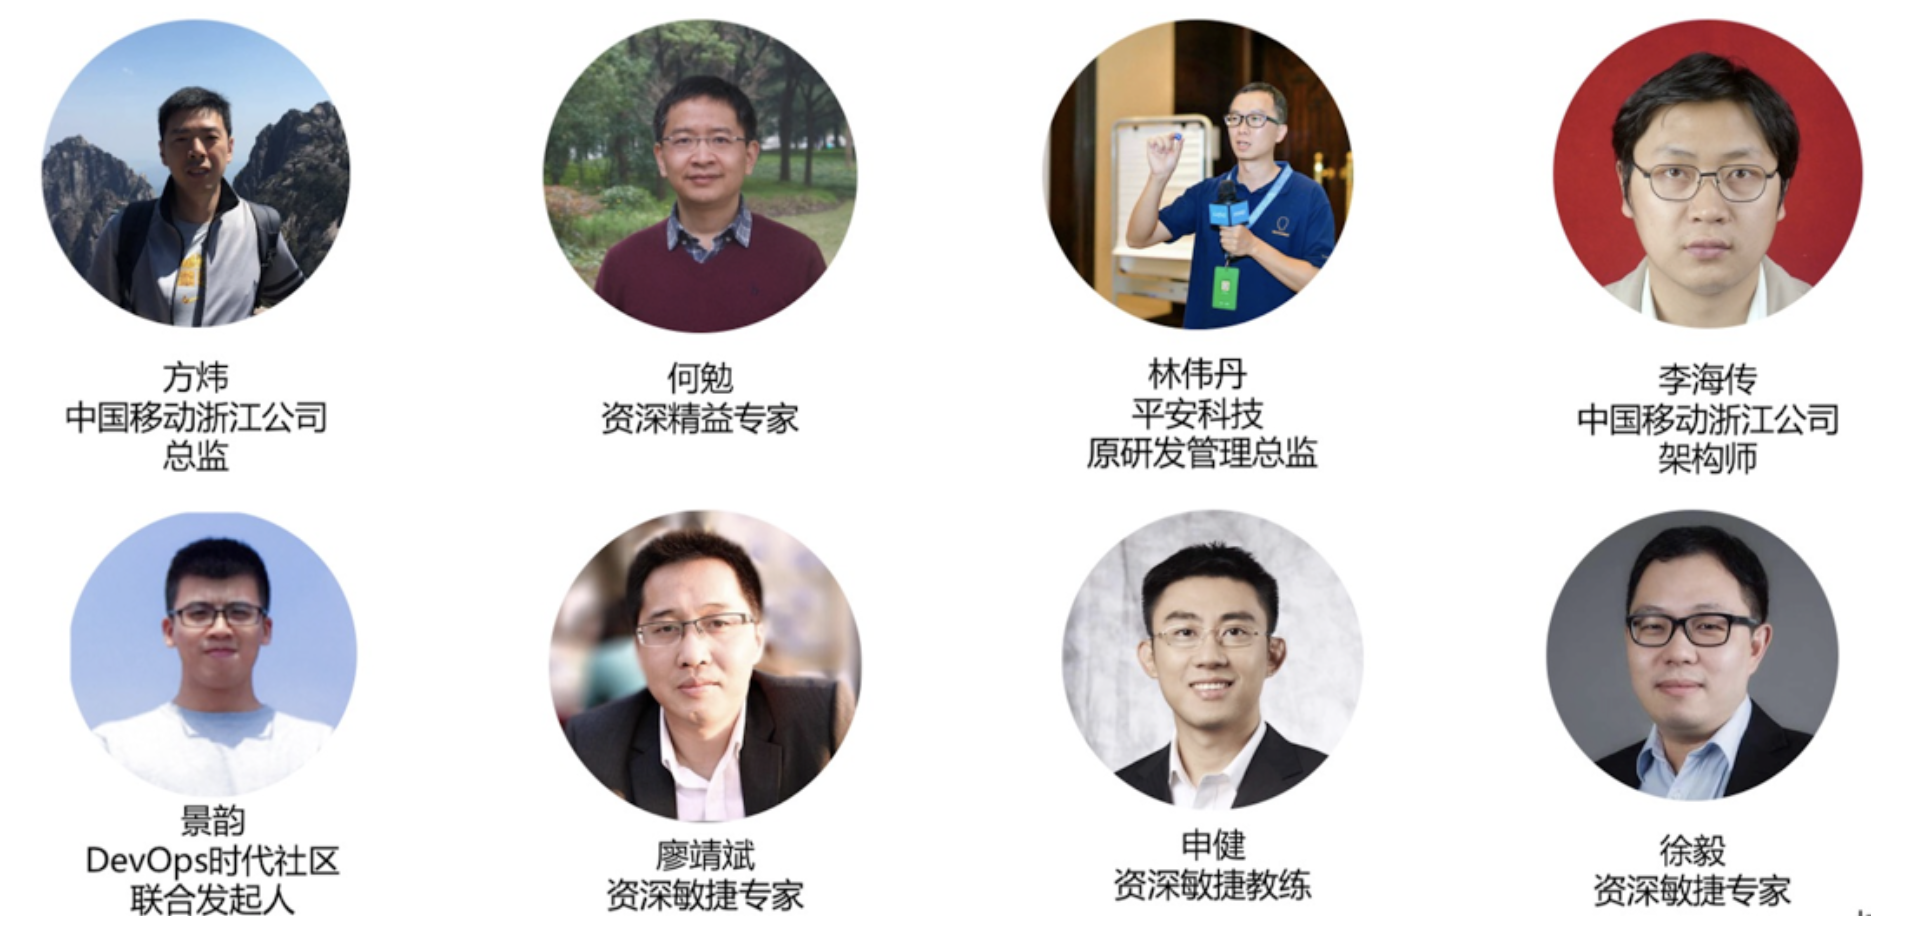 方炜
中国移动浙江公司
总监
何勉
资深精益专家
林伟丹
平安科技
原研发管理总监
李海传
中国移动浙江公司
架构师
景韵
DevOps时代社区
联合发起人
廖靖斌
资深敏捷专家
申健
资深敏捷教练
徐毅
资深敏捷专家